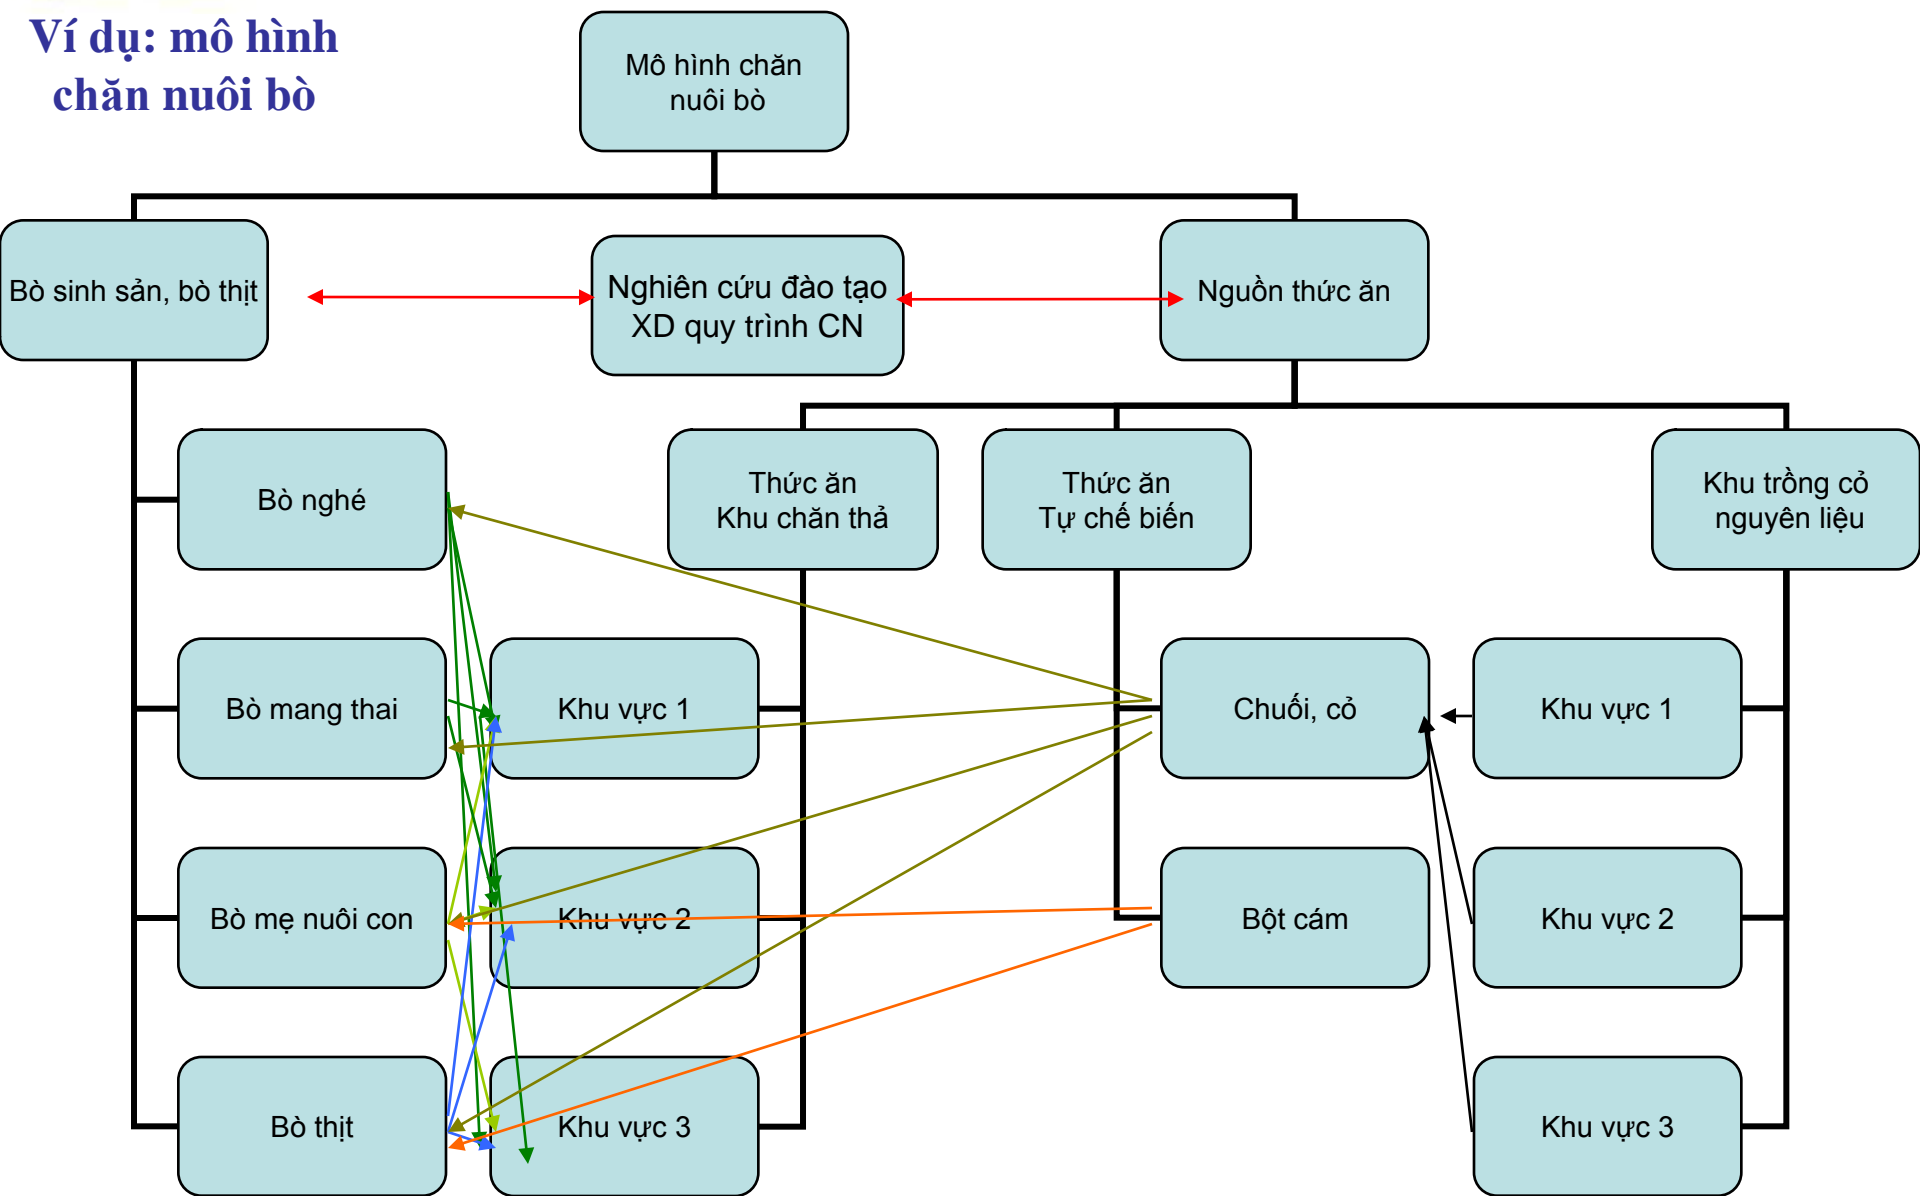 Ví dụ: mô hình
chăn nuôi bò
Mô hình chăn
nuôi bò
Bò sinh sản, bò thịt
Nghiên cứu đào tạo
XD quy trình CN
Nguồn thức ăn
Bò nghé
Thức ăn
Khu chăn thả
Thức ăn
Tự chế biến
Khu trồng cỏ
nguyên liệu
Bò mang thai
Khu vực 1
Chuối, cỏ
Khu vực 1
Bò mẹ nuôi con
Khu vực 2
Bột cám
Khu vực 2
Bò thịt
Khu vực 3
Khu vực 3